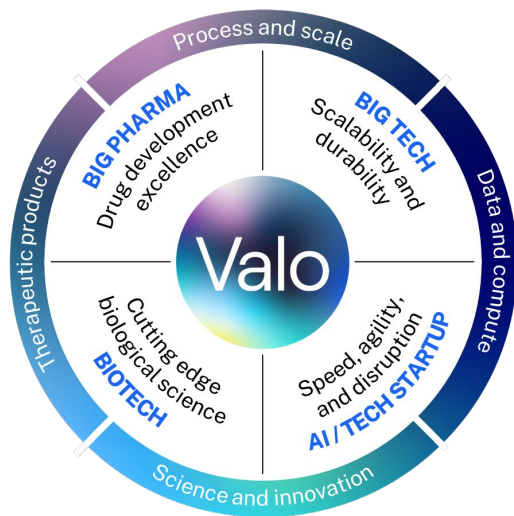 Process and scale
BIG PHARMA
Drug development
excellence
BIG TECH
Scalability and
durability
Therapeutic products
Valo
Data and compute
Cutting edge
biological science
BIOTECH
Speed, agility,
and disruption
AI / TECH STARTUP
Science and innovation